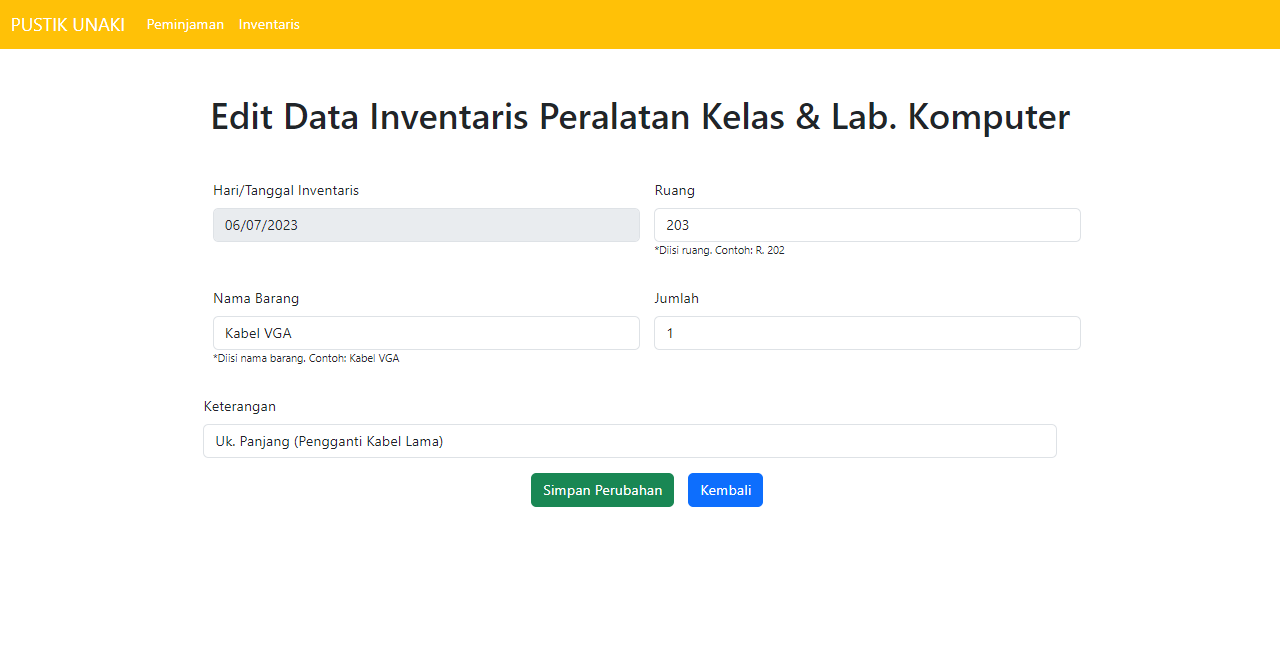 PUSTIK UNAKI Peminjaman Inventaris
Edit Data Inventaris Peralatan Kelas & Lab. Komputer
Hari/Tanggal Inventaris
06/07/2023
Ruang
203
*Diisi ruang. Contoh: R. 202
Nama Barang
Kabel VGA
*Diisi nama barang. Contoh: Kabel VGA
Jumlah
1
Keterangan
Uk. Panjang (Pengganti Kabel Lama)
Simpan Perubahan Kembali